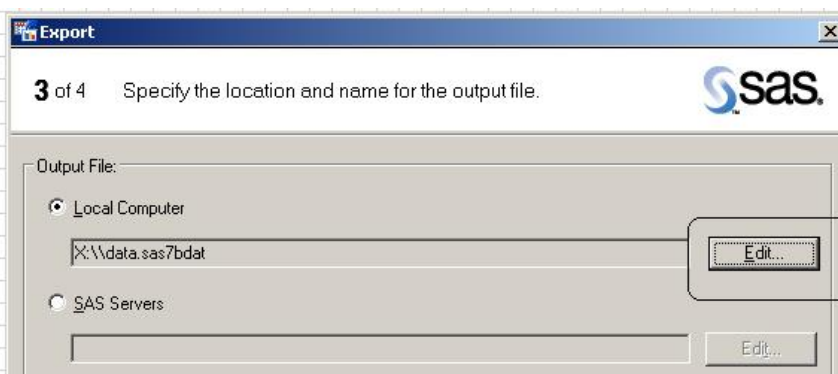 Export
3 of 4 Specify the location and name for the output file.
sas.
Output File:
Local Computer
X:\\data.sas7bdat
Edit...
SAS Servers
Edit...